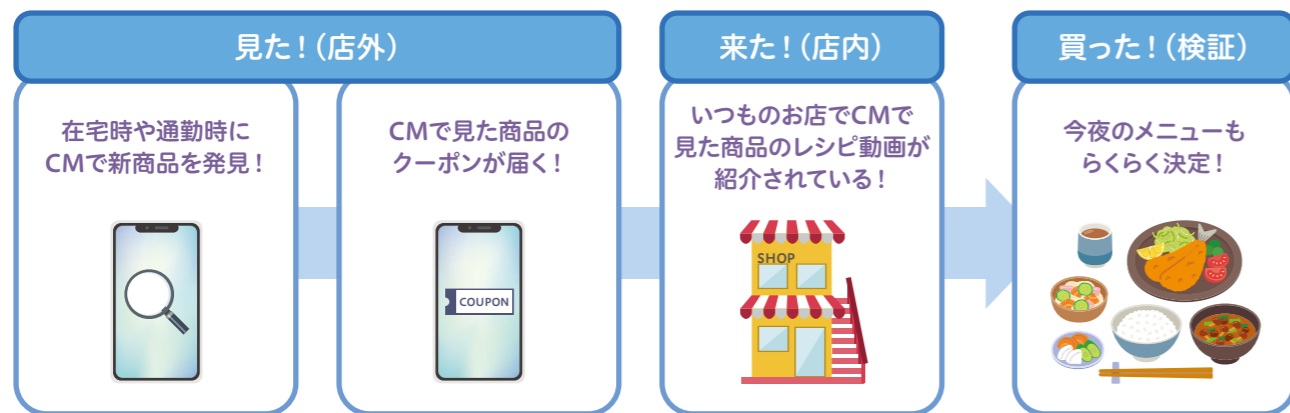 見た！（店外）
在宅時や通勤時に
CMで新商品を発見！
CMで見た商品の
クーポンが届く！
COUPON
来た！（店内）
いつものお店でCMで
見た商品のレシピ動画が
紹介されている！
SHOP
買った！（検証）
今夜のメニューも
らくらく決定！